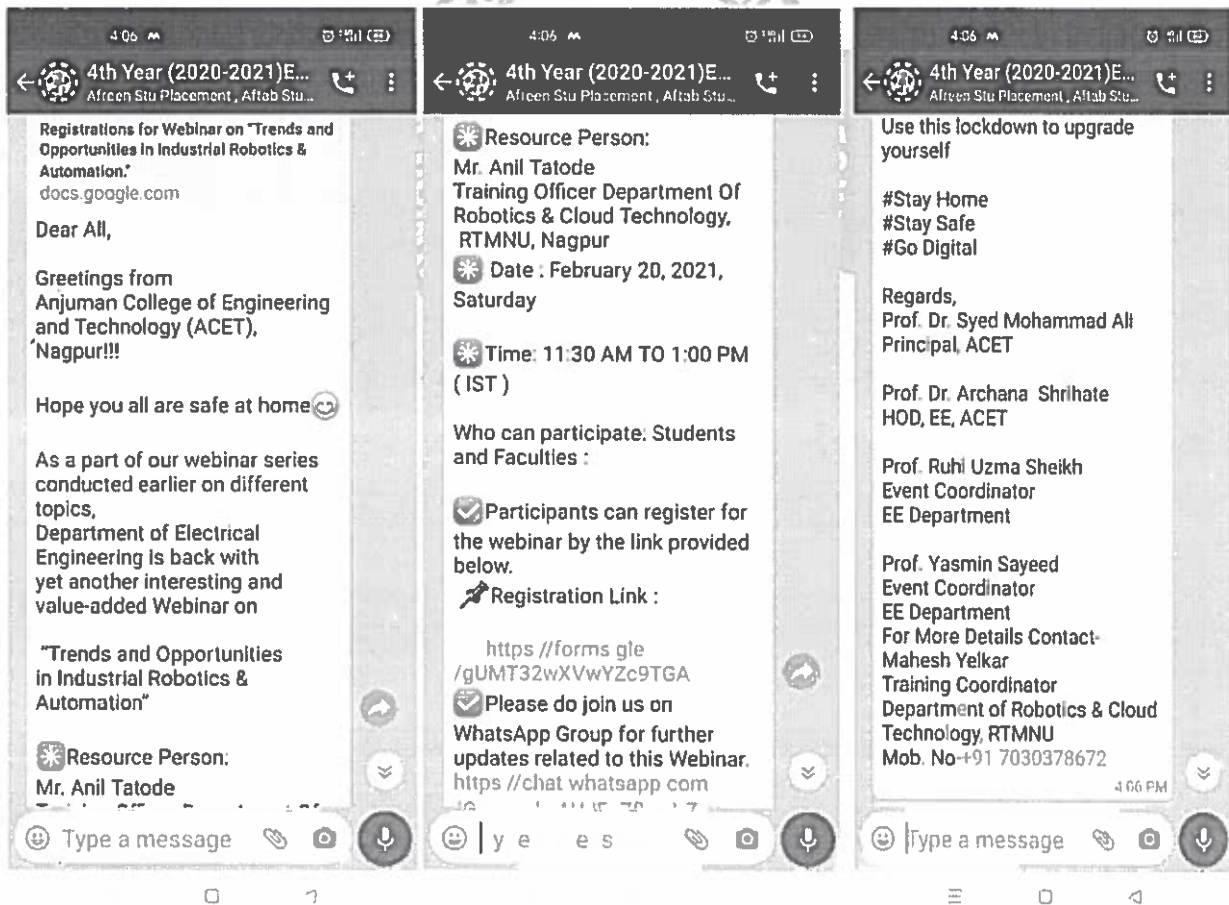 4:06
4th Year (2020-2021)E...
Afreen Stu Placement, Aftab Stu...
Registrations for Webinar on "Trends and
Opportunities in Industrial Robotics &
Automation."
docs.google.com
Dear All,
Greetings from
Anjuman College of Engineering
and Technology (ACET),
Nagpur!!!
Hope you all are safe at home
As a part of our webinar series
conducted earlier on different
topics,
Department of Electrical
Engineering is back with
yet another interesting and
value-added Webinar on
"Trends and Opportunities
in Industrial Robotics &
Automation"
Resource Person:
Mr. Anil Tatode
Type a message
4:06
4th Year (2020-2021)E...
Afreen Stu Placement, Aftab Stu...
Resource Person:
Mr. Anil Tatode
Training Officer Department Of
Robotics & Cloud Technology,
RTMNU, Nagpur
Date : February 20, 2021,
Saturday
Time: 11:30 AM TO 1:00 PM
( IST )
Who can participate: Students
and Faculties :
Participants can register for
the webinar by the link provided
below.
Registration Link :
https //forms gle
/gUMT32wXVwYZc9TGA
Please do join us on
WhatsApp Group for further
updates related to this Webinar.
https //chat whatsapp com
y e e s
4:06
4th Year (2020-2021)E...
Afreen Stu Placement, Aftab Stu...
Use this lockdown to upgrade
yourself
#Stay Home
#Stay Safe
#Go Digital
Regards,
Prof. Dr. Syed Mohammad Ali
Principal, ACET
Prof. Dr. Archana Shrihate
HOD, EE, ACET
Prof. Ruhi Uzma Sheikh
Event Coordinator
EE Department
Prof. Yasmin Sayeed
Event Coordinator
EE Department
For More Details Contact-
Mahesh Yelkar
Training Coordinator
Department of Robotics & Cloud
Technology, RTMNU
Mob. No-+91 7030378672
4:06 PM
Type a message